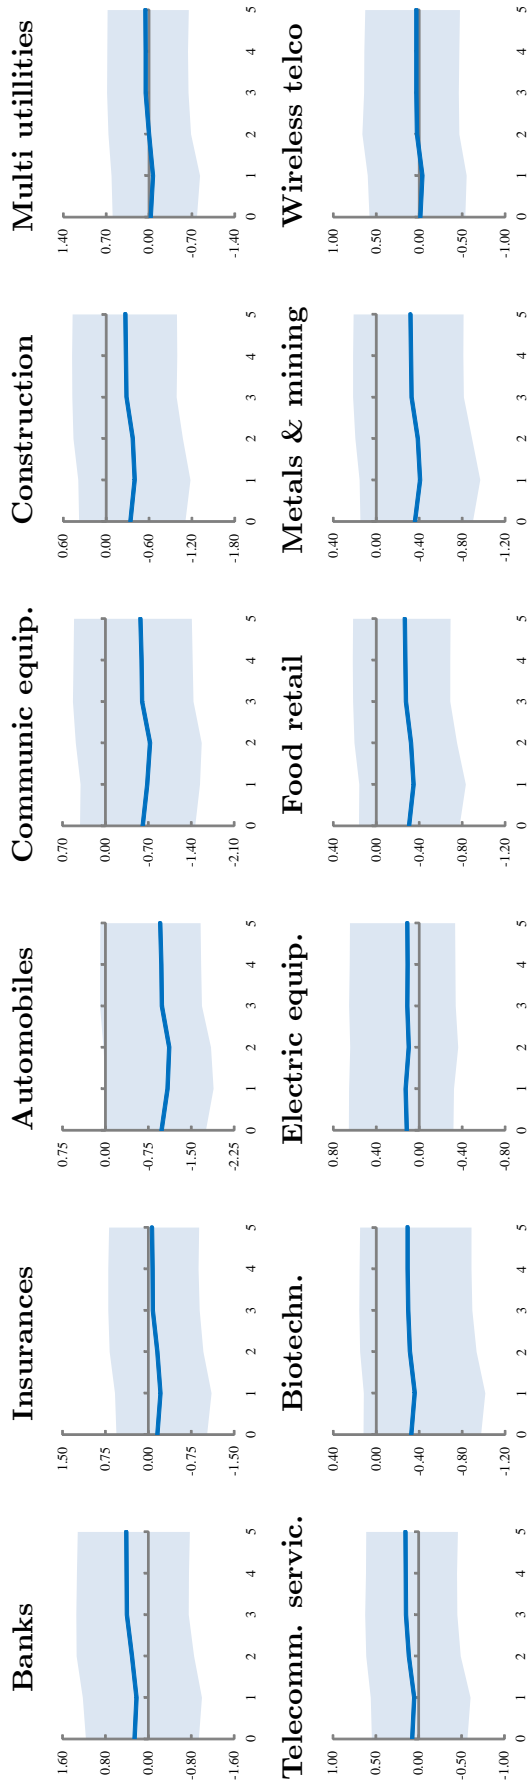 Banks
1.60
0.80
0.00
-0.80
-1.60
0 1 2 3 4 5
Insurances
1.50
0.75
0.00
-0.75
-1.50
0 1 2 3 4 5
Automobiles
0.75
0.00
-0.75
-1.50
-2.25
0 1 2 3 4 5
Communic equip.
0.70
0.00
-0.70
-1.40
-2.10
0 1 2 3 4 5
Construction
0.60
0.00
-0.60
-1.20
-1.80
0 1 2 3 4 5
Multi utillities
1.40
0.70
0.00
-0.70
-1.40
0 1 2 3 4 5
Telecomm. servic.
1.00
0.50
0.00
-0.50
-1.00
0 1 2 3 4 5
Biotechn.
0.40
0.00
-0.40
-0.80
-1.20
0 1 2 3 4 5
Electric equip.
0.80
0.40
0.00
-0.40
-0.80
0 1 2 3 4 5
Food retail
0.40
0.00
-0.40
-0.80
-1.20
0 1 2 3 4 5
Metals & mining
0.40
0.00
-0.40
-0.80
-1.20
0 1 2 3 4 5
Wireless telco
1.00
0.50
0.00
-0.50
-1.00
0 1 2 3 4 5